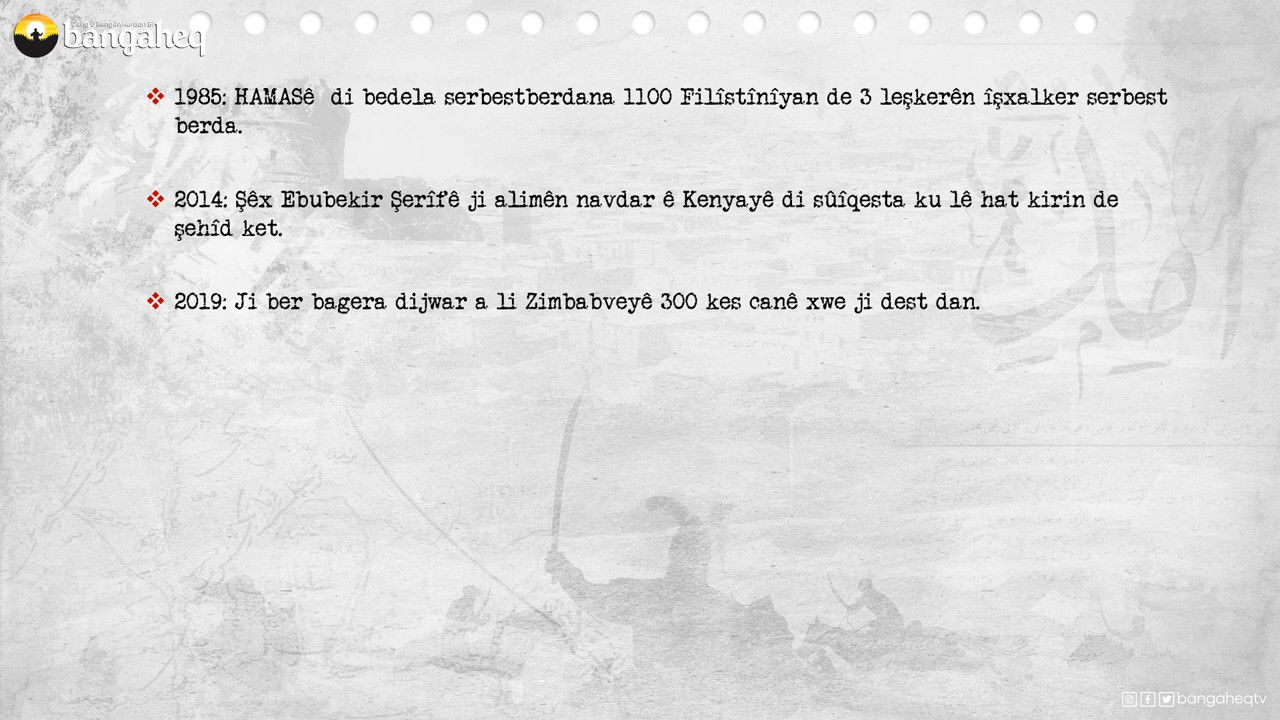 bangaheq
1985: HAMASê di bedela serbestberdana 1100 Filîstînîyan de 3 leşkerên îşxalker serbest
berda.
2014: Şêx Ebubekir Şerîfê ji alimên navdar ê Kenyayê di sûîqesta ku lê hat kirin de
şehîd ket.
2019: Ji ber bagera dijwar a li Zimbabveyê 300 kes canê xwe ji dest dan.
bangaheqtv